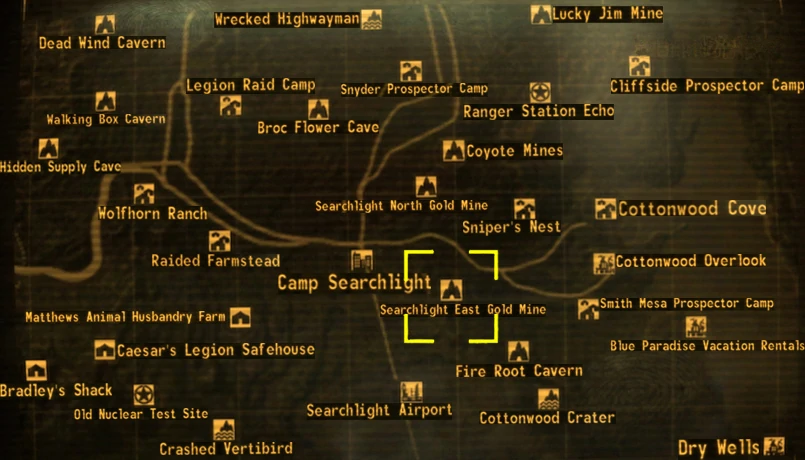 Wrecked Highwayman
Lucky Jim Mine
Dead Wind Cavern
Legion Raid Camp
Snyder Prospector Camp
Cliffside Prospector Camp
Walking Box Cavern
Broc Flower Cave
Ranger Station Echo
Coyote Mines
Hidden Supply Cave
Searchlight North Gold Mine
Wolfhorn Ranch
Sniper's Nest
Cottonwood Cove
Raided Farmstead
Cottonwood Overlook
Camp Searchlight
Searchlight East Gold Mine
Smith Mesa Prospector Camp
Matthews Animal Husbandry Farm
Caesar's Legion Safehouse
Blue Paradise Vacation Rentals
Fire Root Cavern
Bradley's Shack
Old Nuclear Test Site
Searchlight Airport
Cottonwood Crater
Crashed Vertibird
Dry Wells